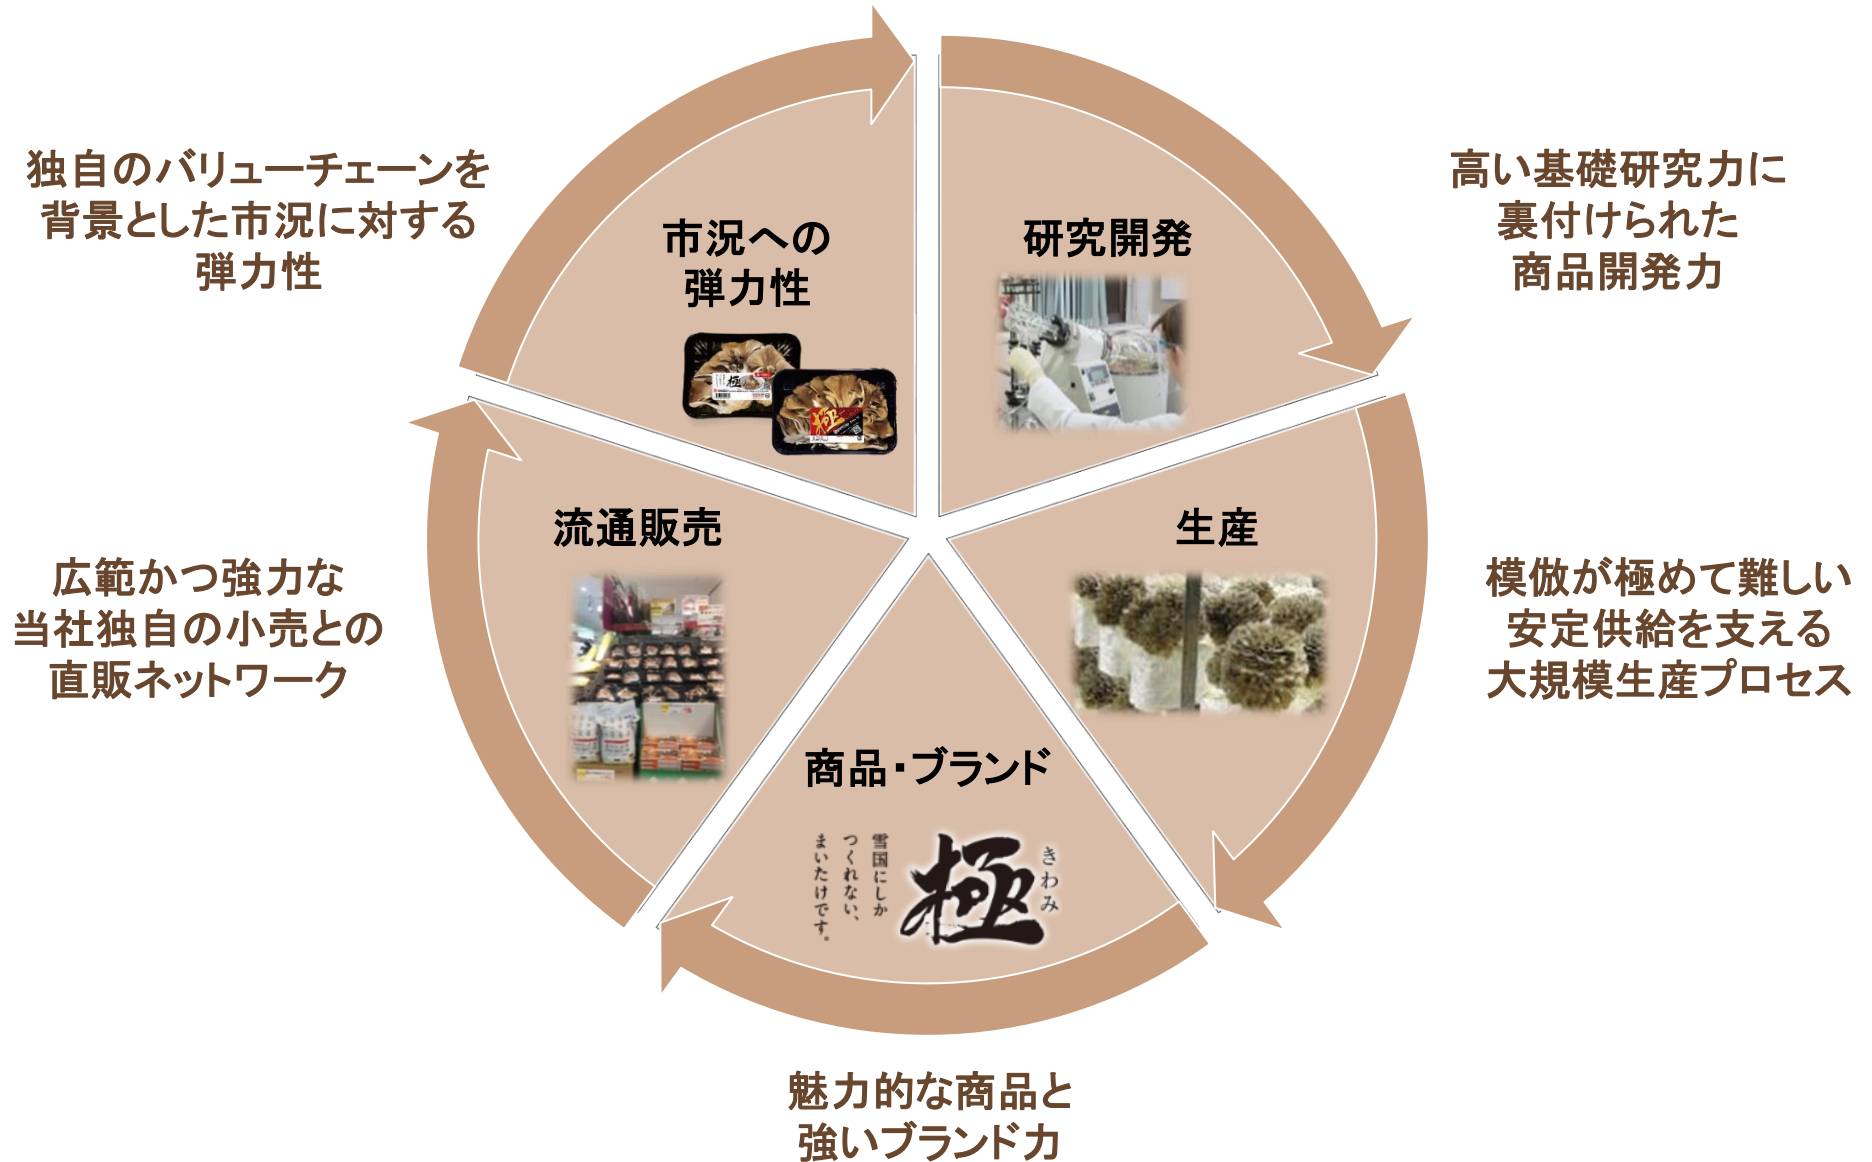 独自のバリューチェーンを
背景とした市況に対する
弾力性
市況への
弾力性
極
極
研究開発
高い基礎研究力に
裏付けられた
商品開発力
生産
模倣が極めて難しい
安定供給を支える
大規模生産プロセス
商品・ブランド
極
きわみ
雪国にしか
つくれない、
まいたけです。
魅力的な商品と
強いブランド力
流通販売
広範かつ強力な
当社独自の小売との
直販ネットワーク